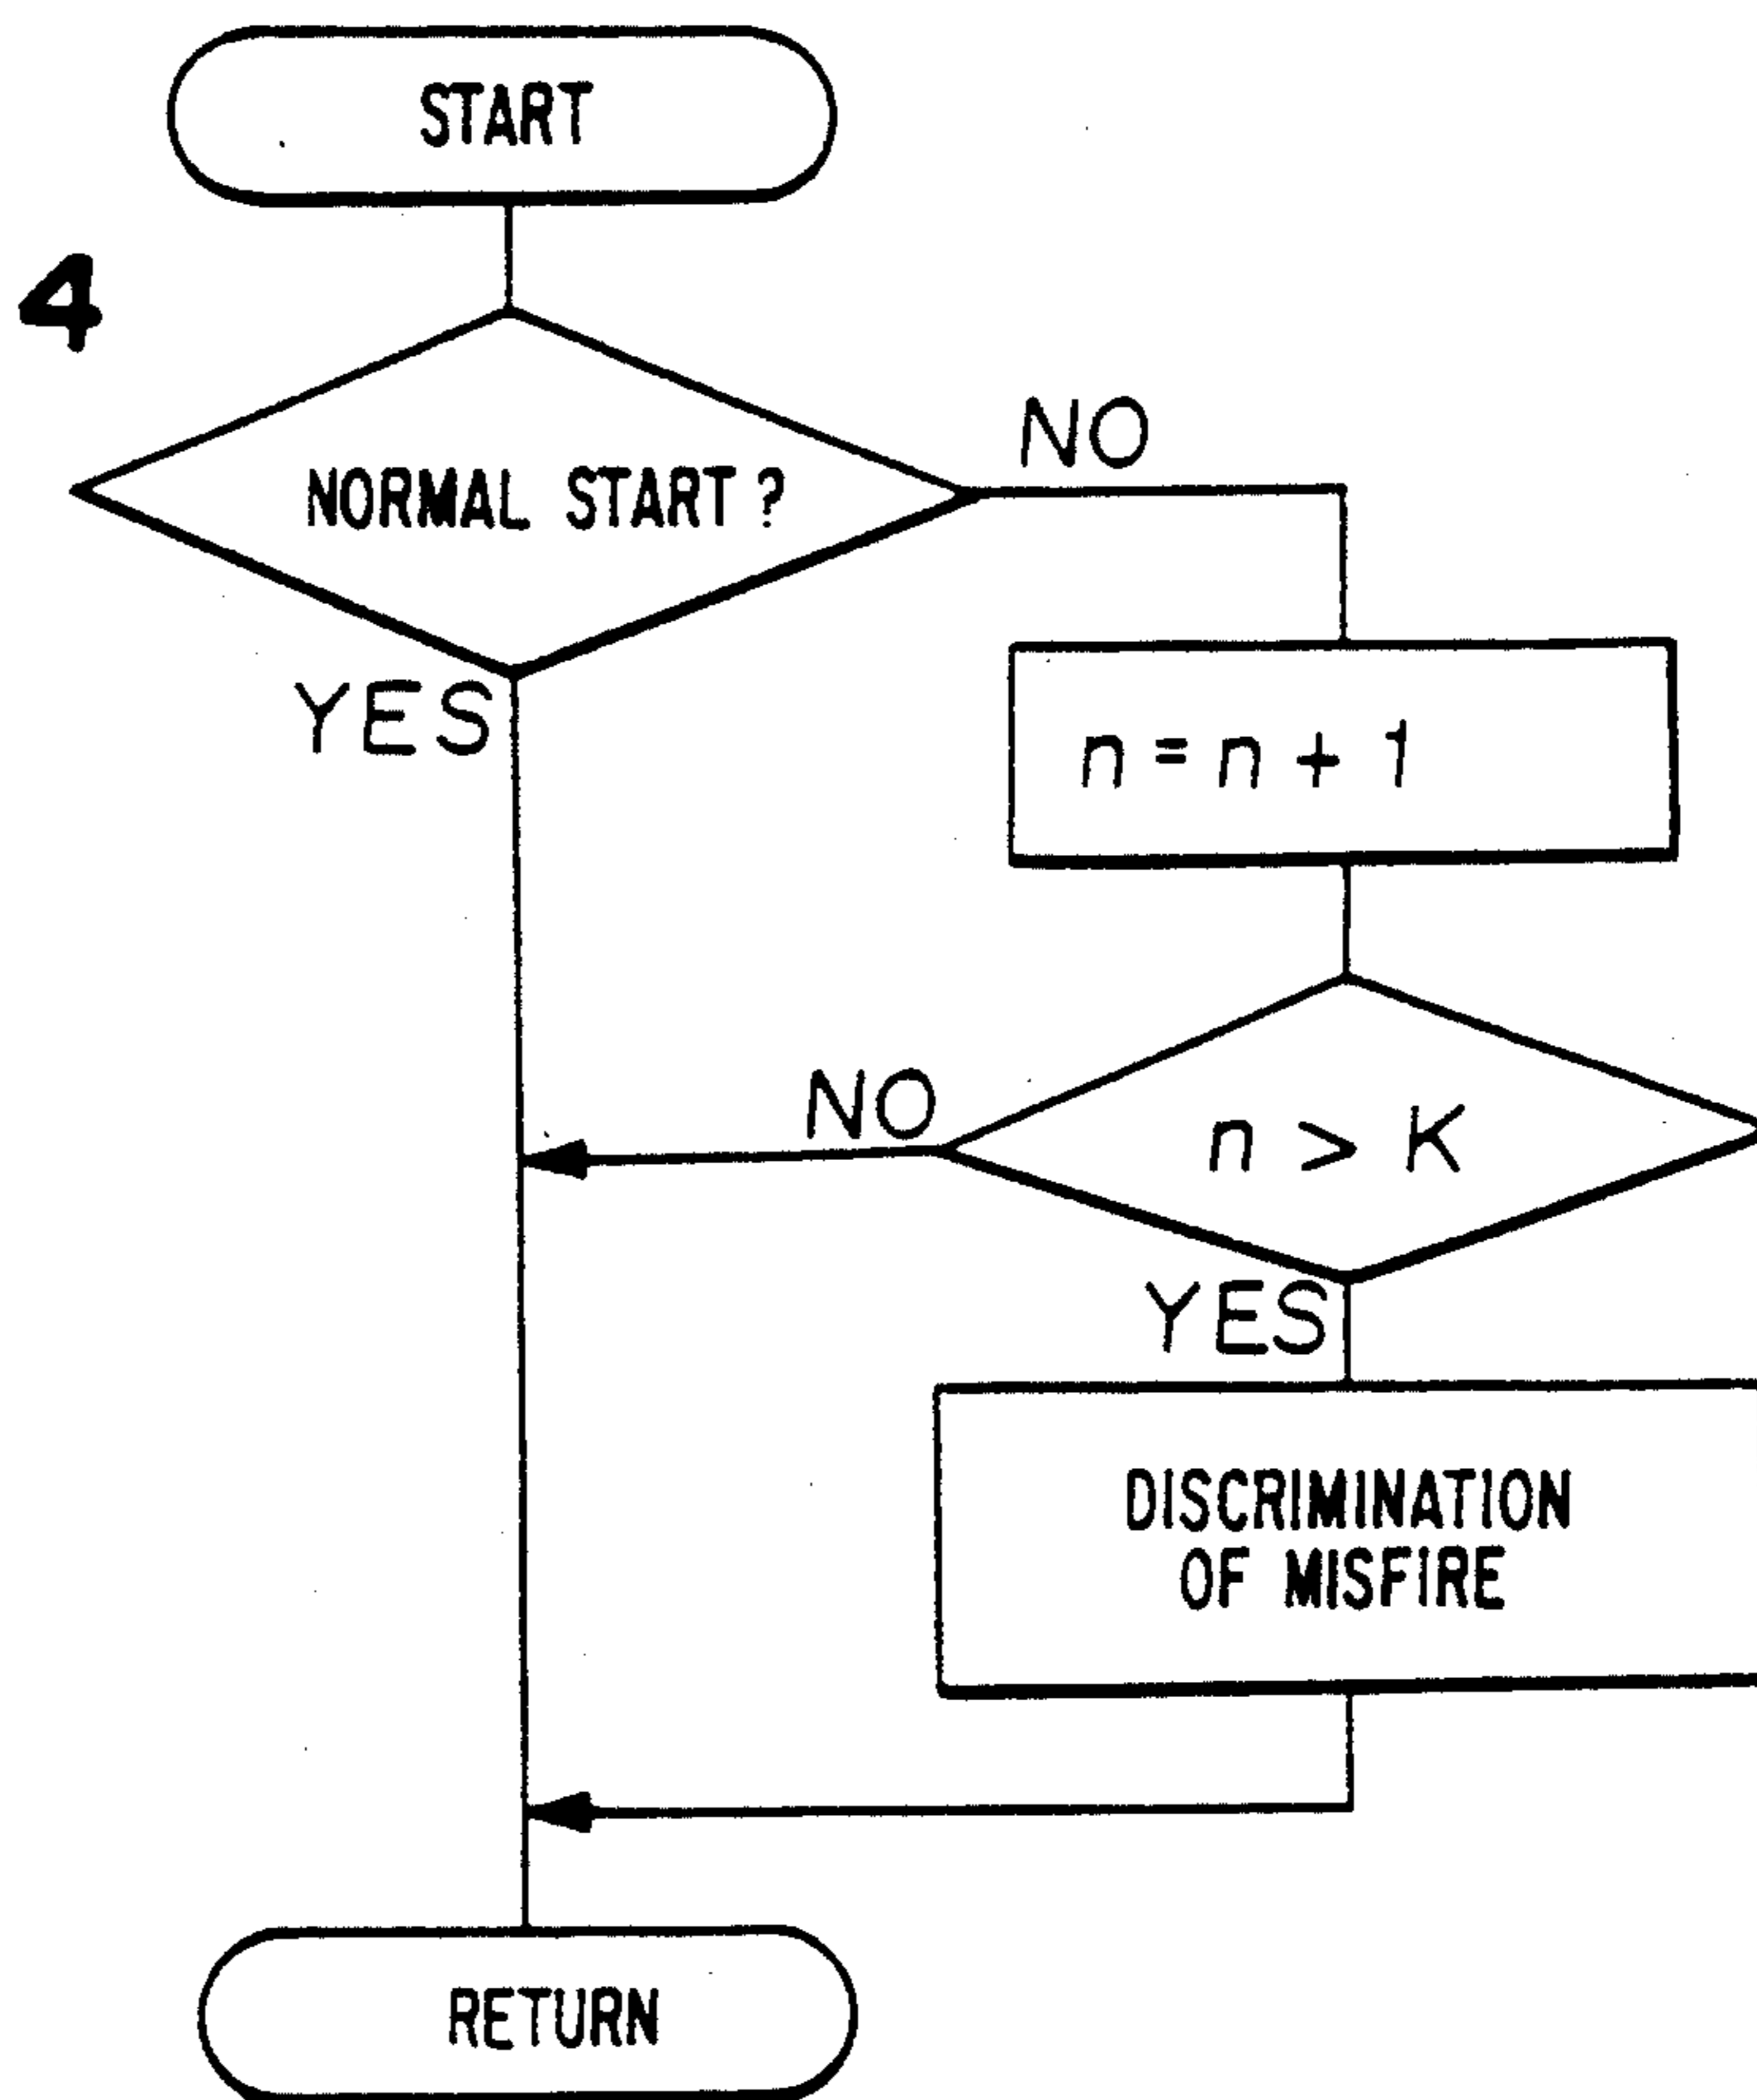 START
4
NORMAL START ?
NO
YES
n = n + 1
NO
n > K
YES
DISCRIMINATION
OF MISFIRE
RETURN